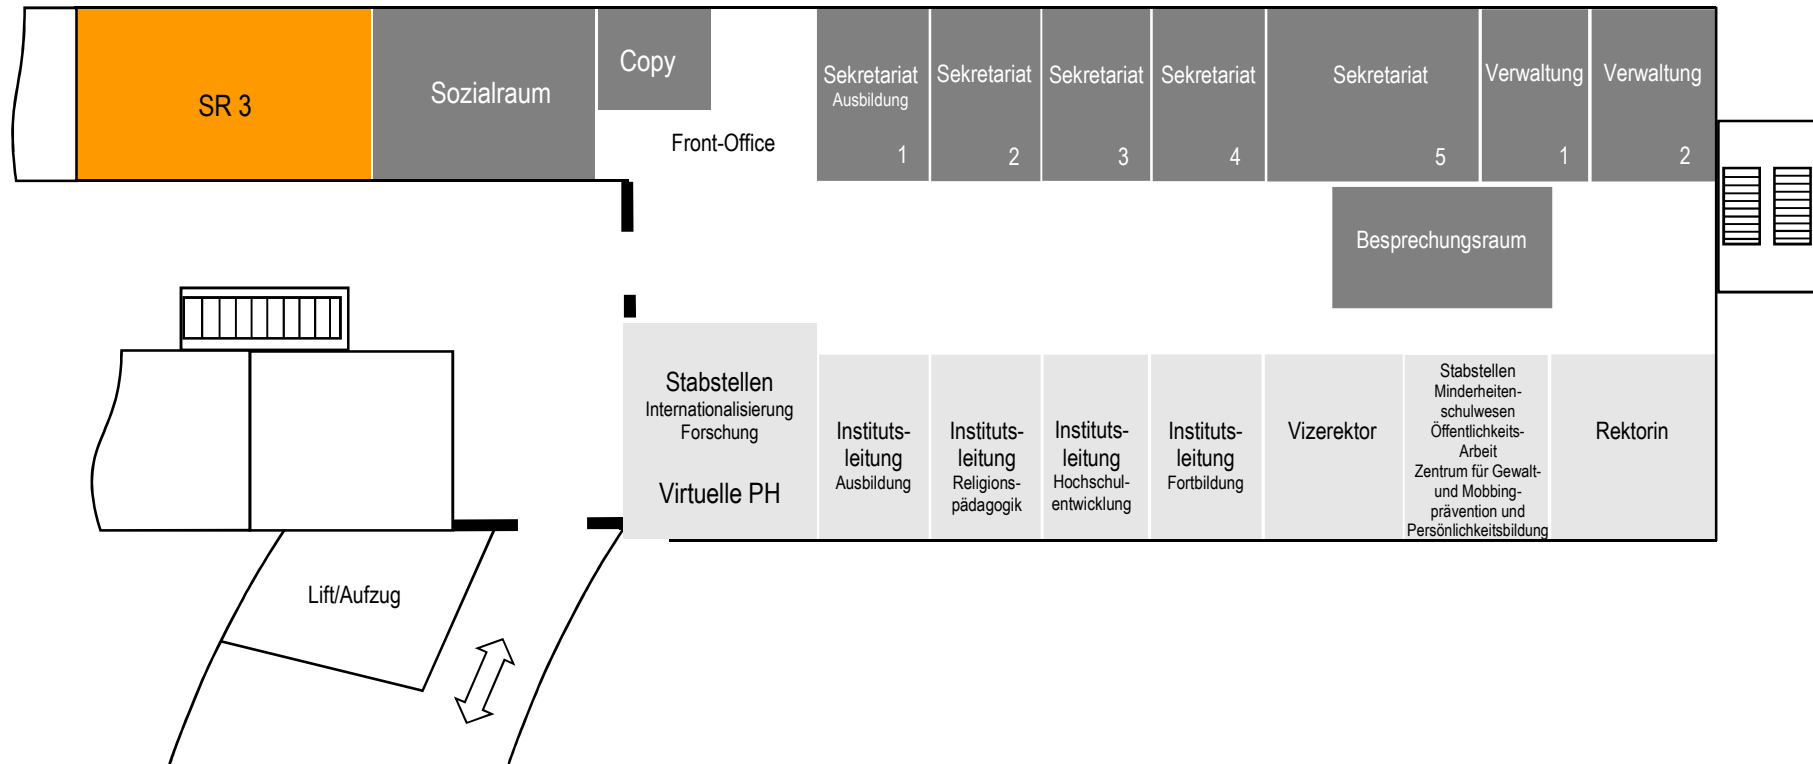 SR 3
Sozialraum
Copy
Front-Office
Sekretariat
Ausbildung
1
Sekretariat
2
Sekretariat
3
Sekretariat
4
Sekretariat
5
Verwaltung
1
Verwaltung
2
Besprechungsraum
Stabstellen
Internationalisierung
Forschung
Virtuelle PH
Instituts-
leitung
Ausbildung
Instituts-
leitung
Religions-
pädagogik
Instituts-
leitung
Hochschul-
entwicklung
Instituts-
leitung
Fortbildung
Vizerektor
Stabstellen
Minderheiten-
schulwesen
Öffentlichkeits-
Arbeit
Zentrum für Gewalt-
und Mobbing-
prävention und
Persönlichkeitsbildung
Rektorin
Lift/Aufzug